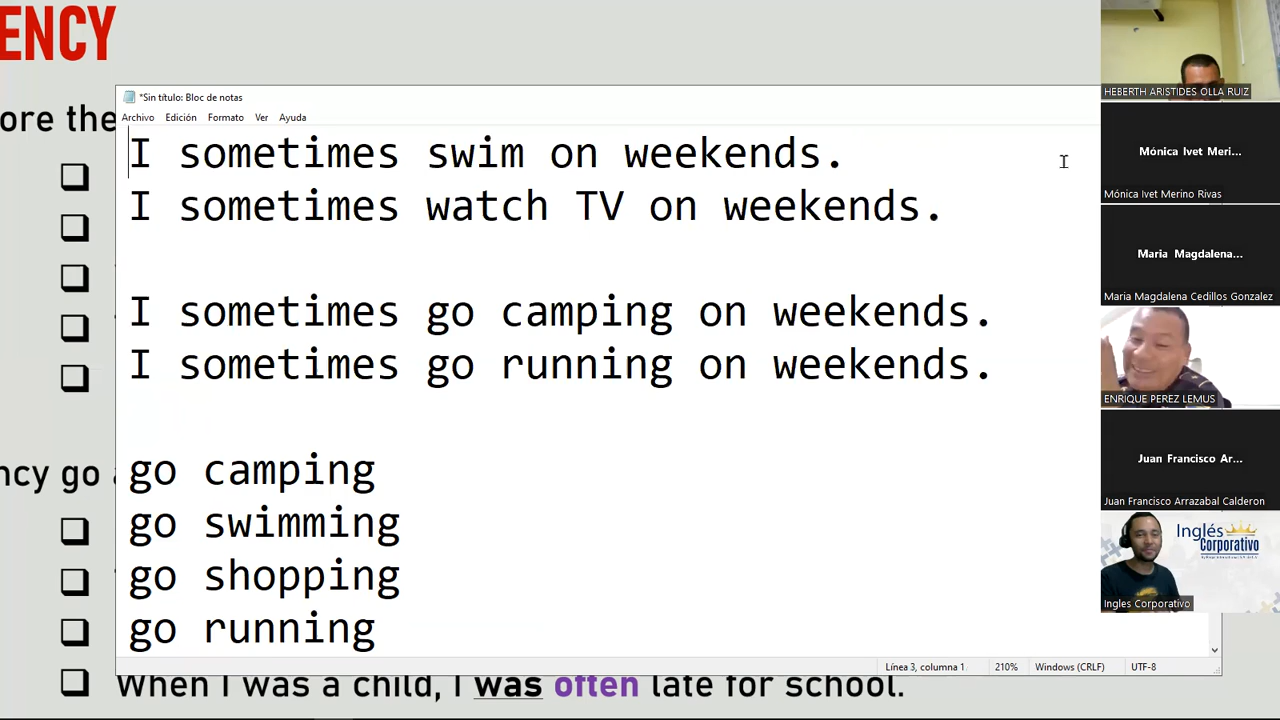 ENCY
ore the
*Sin título: Bloc de notas
Archivo Edición Formato Ver Ayuda
I sometimes swim on weekends.
I sometimes watch TV on weekends.
I sometimes go camping on weekends.
I sometimes go running on weekends.
ncy go
go camping
go swimming
go shopping
go running
Línea 3, columna 1 210% Windows (CRLF) UTF-8
When I was a child, I was often late for school.
HEBERTH ARISTIDES OLLA RUIZ
Mónica Ivet Meri...
Mónica Ivet Merino Rivas
Maria Magdalena...
Maria Magdalena Cedillos Gonzalez
ENRIQUE PEREZ LEMUS
Juan Francisco Ar...
Juan Francisco Arrazabal Calderon
Inglés
Corporativo
Ingles Corporativo